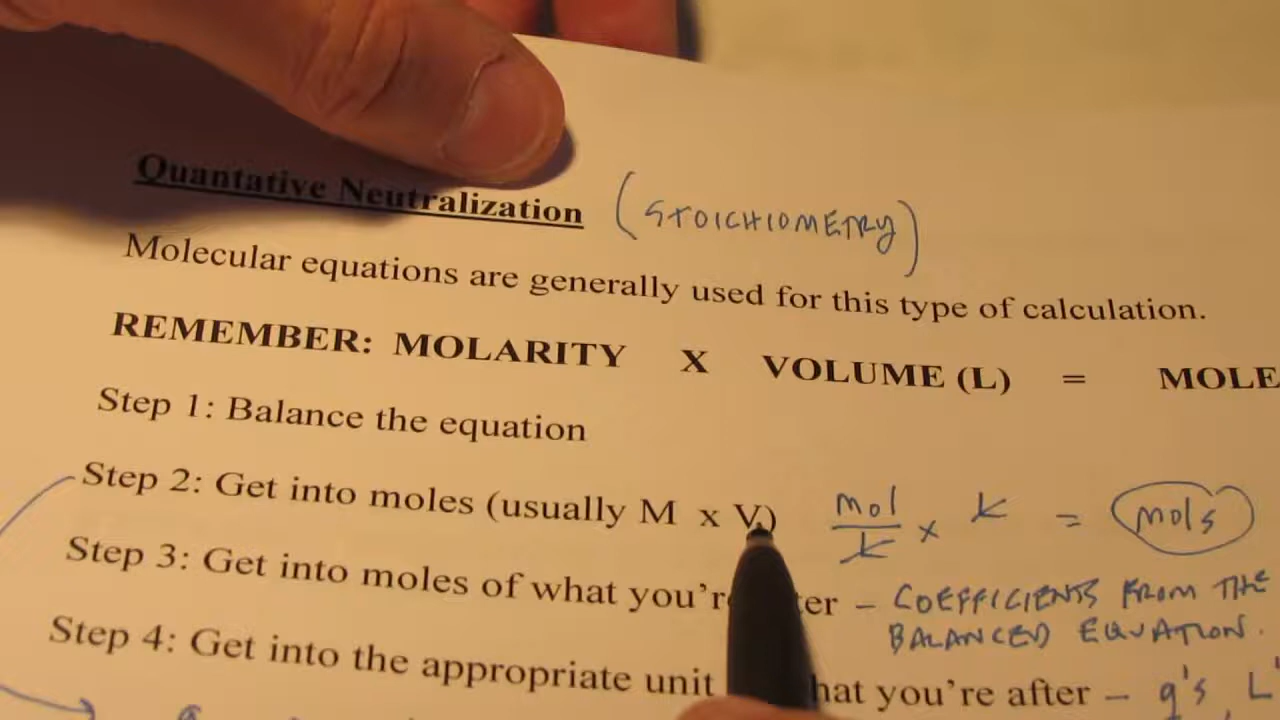 Quantative Neutralization (STOICHIOMETRY)
Molecular equations are generally used for this type of calculation.
REMEMBER: MOLARITY X VOLUME (L) = MOLE
Step 1: Balance the equation
Step 2: Get into moles (usually M x V) mol/L x L = mols
Step 3: Get into moles of what you're – COEFFICIENTS FROM THE
BALANCED EQUATION.
Step 4: Get into the appropriate unit you're after – g's, L